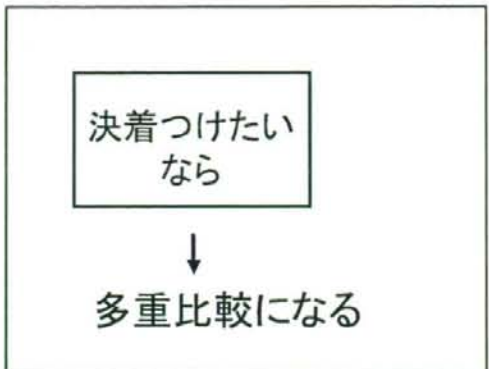 決着つけたい
なら
↓
多重比較になる